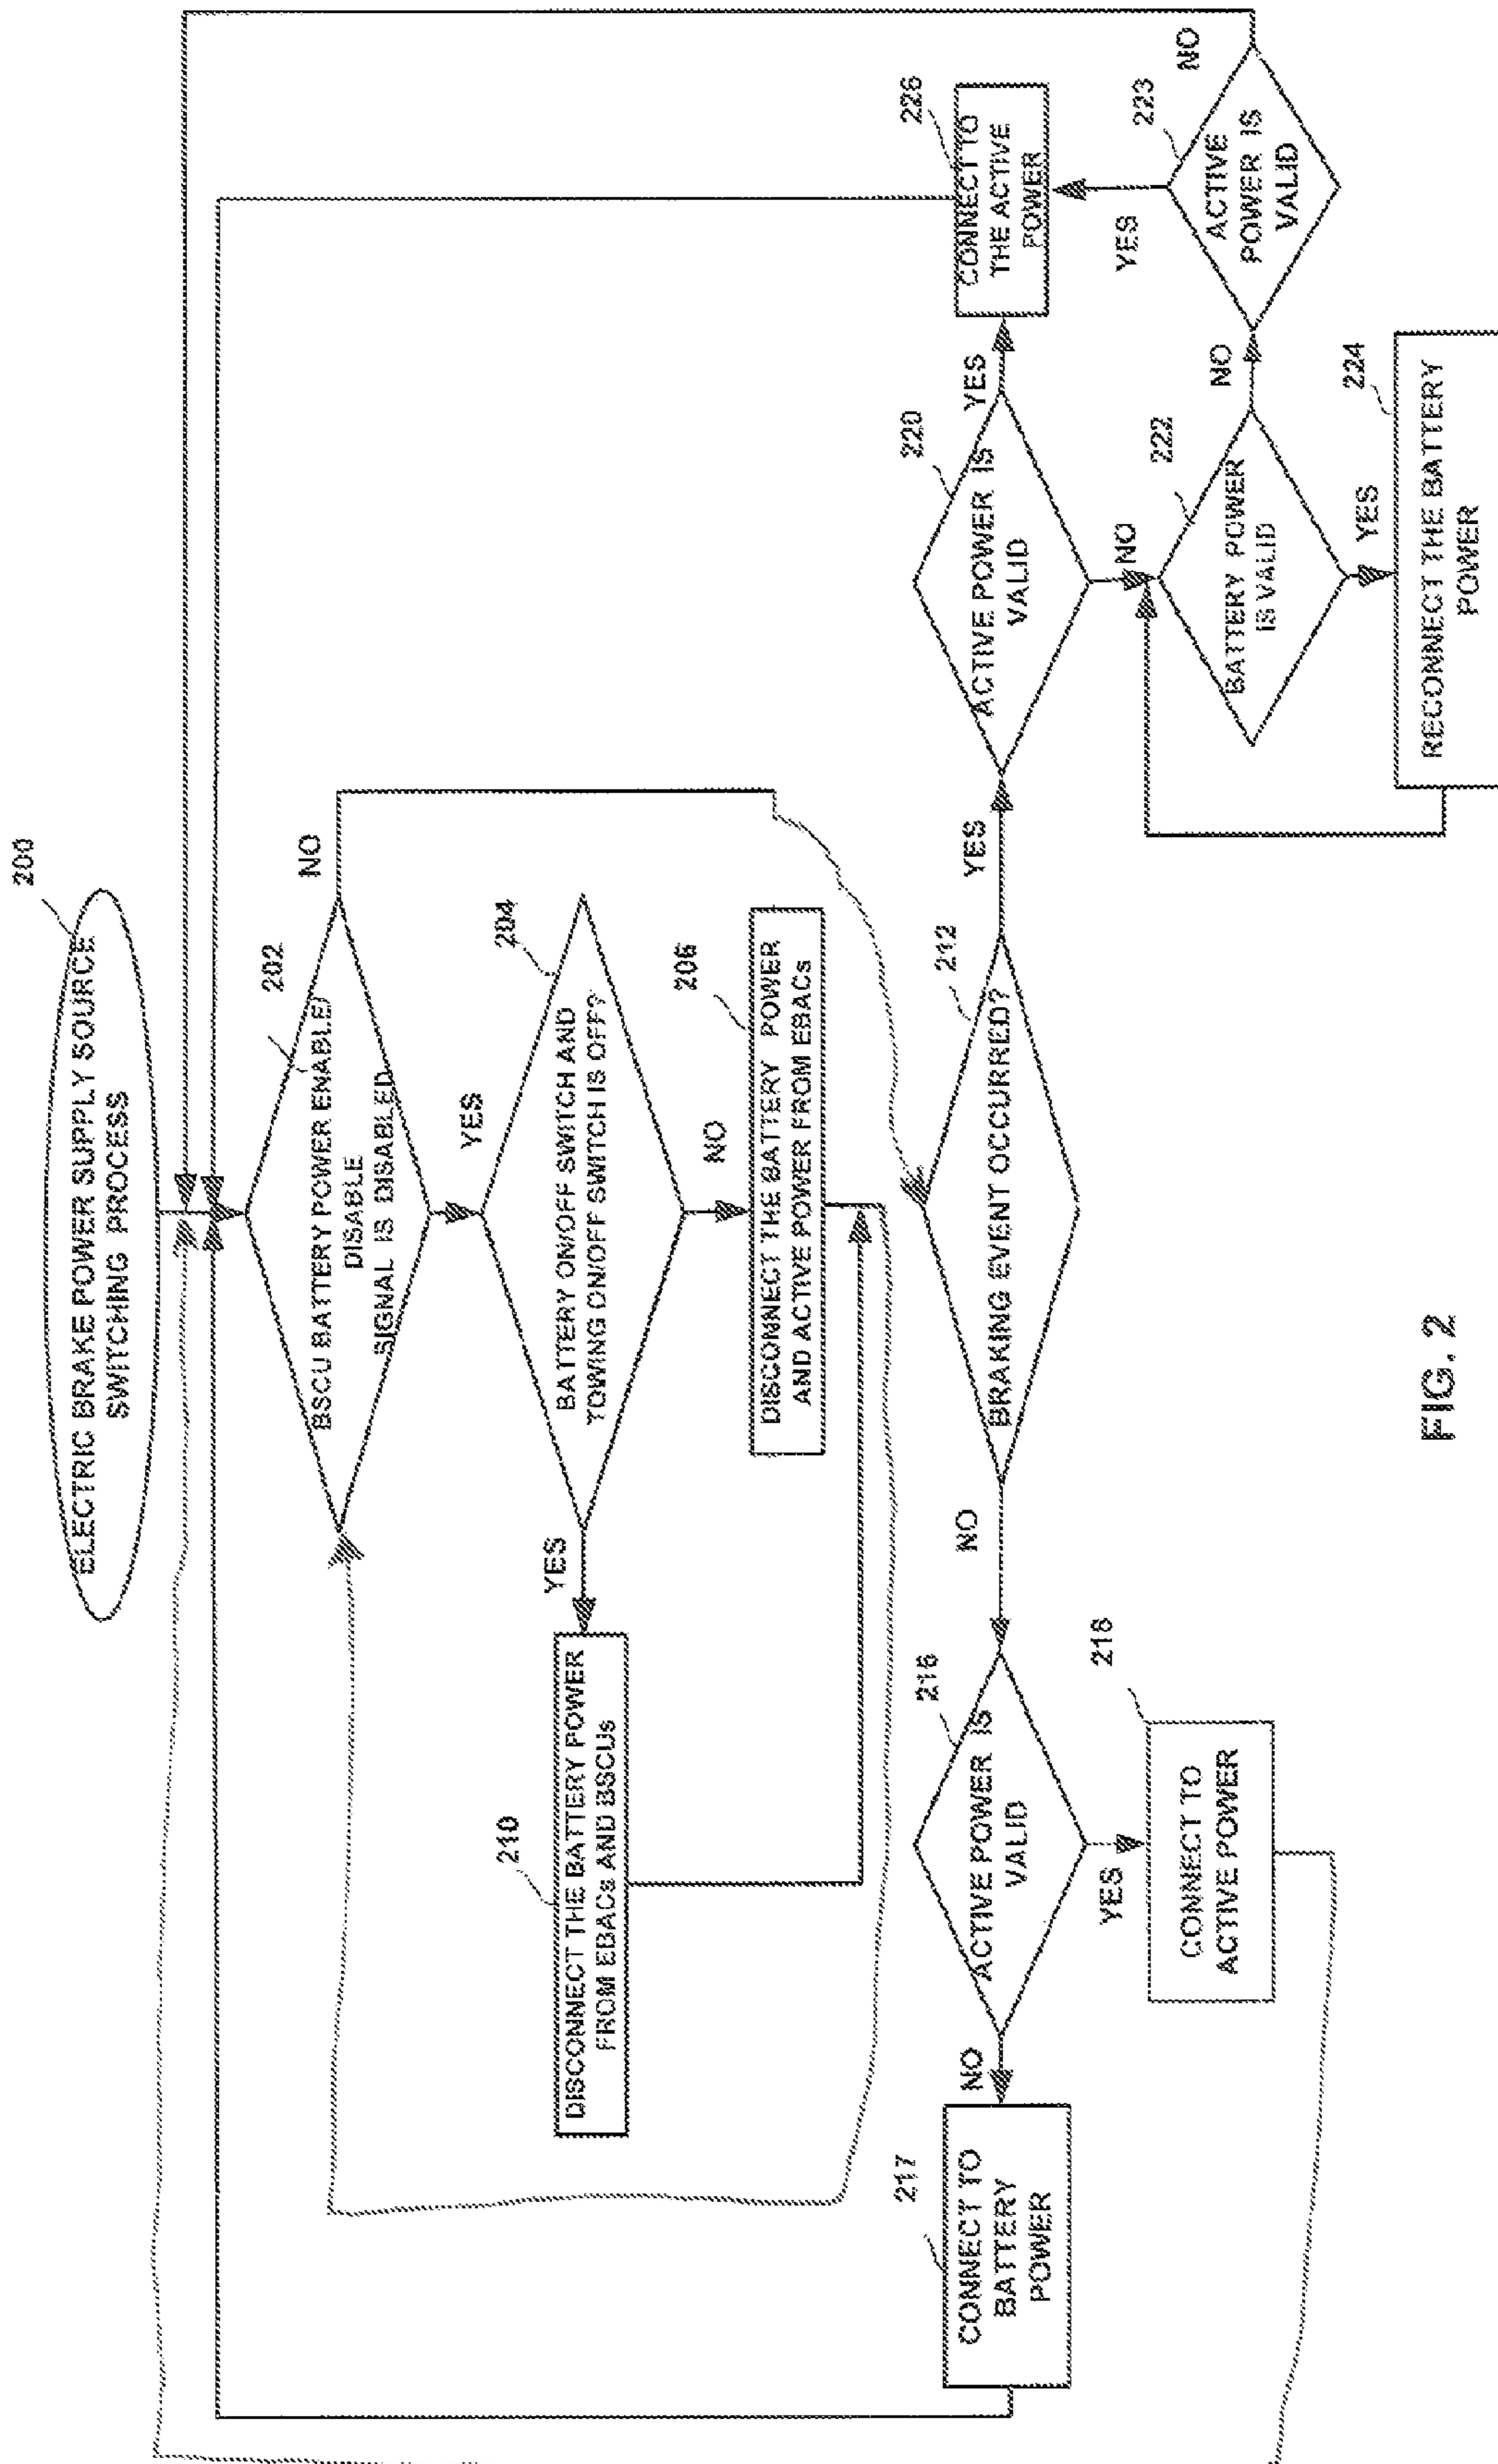 200
ELECTRIC BRAKE POWER SUPPLY SOURCE
SWITCHING PROCESS
202
BSCU BATTERY POWER ENABLE/
DISABLE
SIGNAL IS DISABLED
NO
YES
204
BATTERY ON/OFF SWITCH AND
TOWING ON/OFF SWITCH IS OFF?
YES
NO
210
DISCONNECT THE BATTERY POWER
FROM EBACs AND BSCUs
206
DISCONNECT THE BATTERY POWER
AND ACTIVE POWER FROM EBACs
212
BRAKING EVENT OCCURRED?
NO
YES
216
ACTIVE POWER IS
VALID
NO
YES
217
CONNECT TO
BATTERY
POWER
218
CONNECT TO
ACTIVE POWER
220
ACTIVE POWER IS
VALID
YES
NO
226
CONNECT TO
THE ACTIVE
POWER
222
BATTERY POWER
IS VALID
NO
YES
223
ACTIVE
POWER IS
VALID
YES
NO
224
RECONNECT THE BATTERY
POWER
FIG. 2